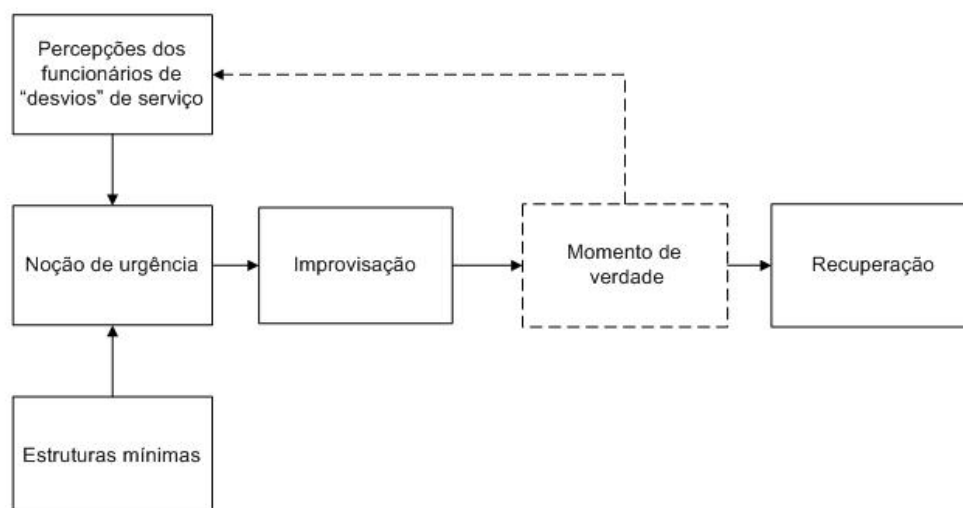 Percepções dos
funcionários de
“desvios” de serviço
Noção de urgência
Improvisação
Momento de
verdade
Recuperação
Estruturas mínimas